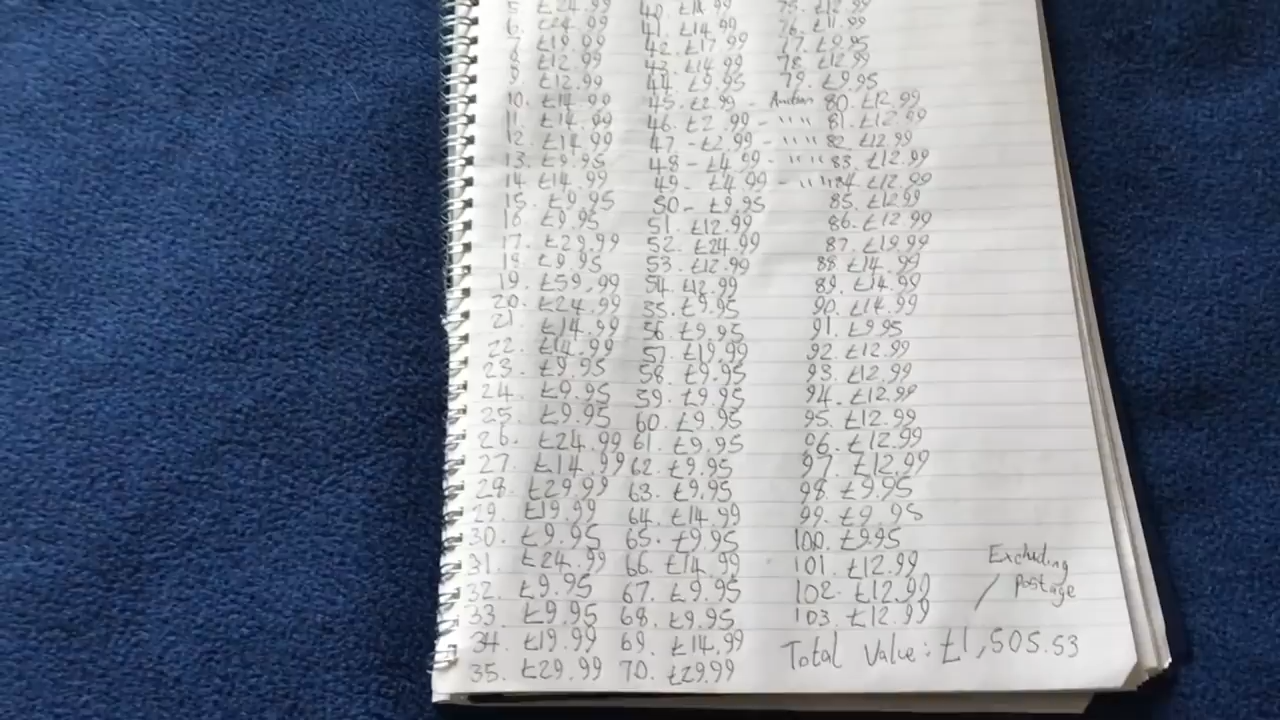 5. £24.99 40. £14.99 75. £12.99
6. £24.99 41. £14.99 76. £11.99
7. £19.99 42. £17.99 77. £9.95
8. £12.99 43. £14.99 78. £12.99
9. £12.99 44. £9.95 79. £9.95
10. £14.99 45. £2.99 - Auction 80. £12.99
11. £14.99 46. £2.99 - '' '' 81. £12.99
12. £14.99 47 - £2.99 - '' '' 82. £12.99
13. £9.95 48 - £4.99 - '' '' 83. £12.99
14. £14.99 49 - £4.99 - '' '' 84. £12.99
15. £9.95 50 - £9.95 85. £12.99
16. £9.95 51. £12.99 86. £12.99
17. £29.99 52. £24.99 87. £19.99
18. £9.95 53. £12.99 88. £14.99
19. £59.99 54. £12.99 89. £14.99
20. £24.99 55. £9.95 90. £14.99
21. £14.99 56. £9.95 91. £9.95
22. £14.99 57. £19.99 92. £12.99
23. £9.95 58. £9.95 93. £12.99
24. £9.95 59. £9.95 94. £12.99
25. £9.95 60. £9.95 95. £12.99
26. £24.99 61. £9.95 96. £12.99
27. £14.99 62. £9.95 97. £12.99
28. £29.99 63. £9.95 98. £9.95
29. £19.99 64. £14.99 99. £9.95
30. £9.95 65. £9.95 100. £9.95
31. £24.99 66. £14.99 101. £12.99
32. £9.95 67. £9.95 102. £12.99
33. £9.95 68. £9.95 103. £12.99
Excluding
/ postage
34. £19.99 69. £14.99 Total Value: £1,505.53
35. £29.99 70. £29.99